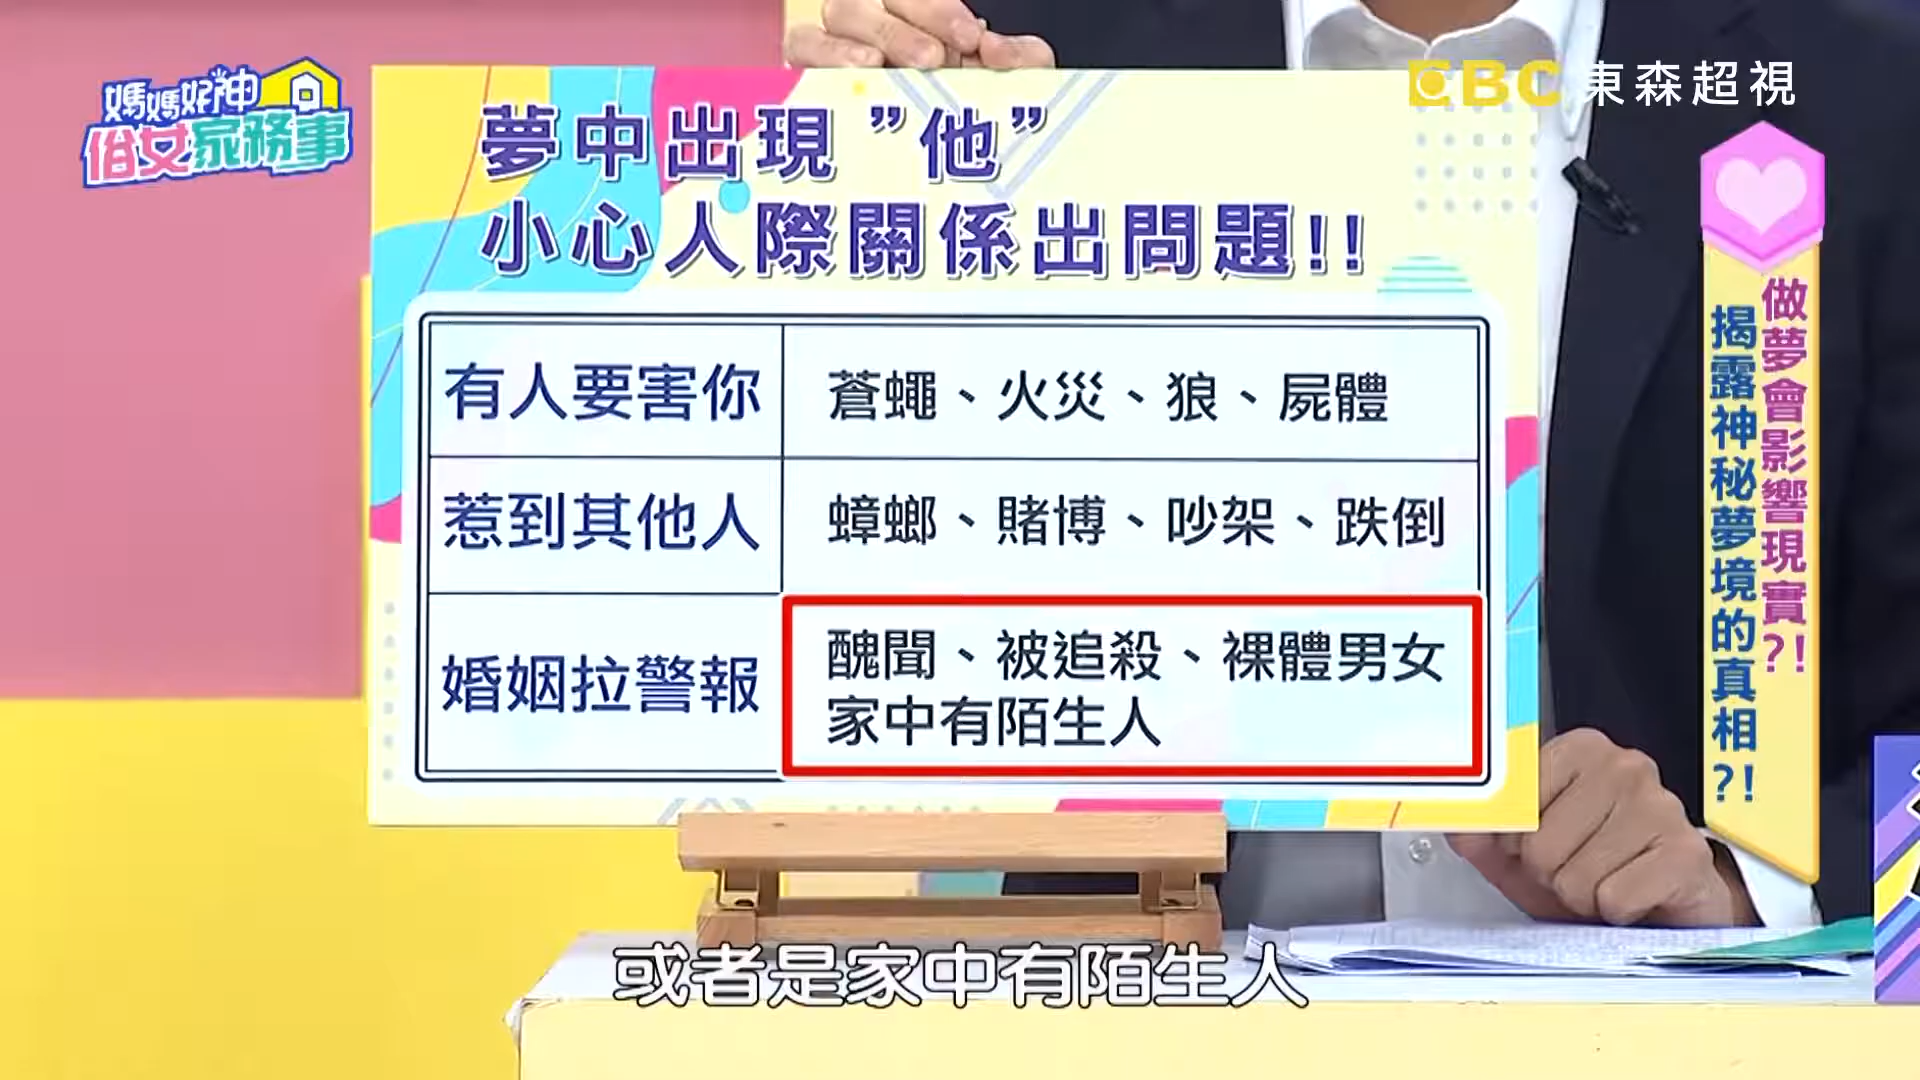 媽媽好神
俗女家務事
EBC 東森超視
夢中出現”他”
小心人際關係出問題!!
有人要害你
蒼蠅、火災、狼、屍體
惹到其他人
蟑螂、賭博、吵架、跌倒
婚姻拉警報
醜聞、被追殺、裸體男女
家中有陌生人
做夢會影響現實?!
揭露神秘夢境的真相?!
或者是家中有陌生人